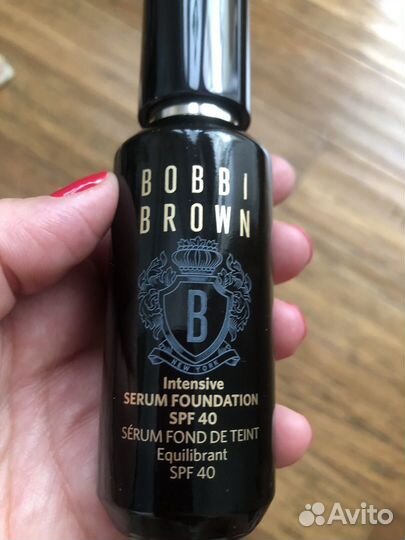 BOBBI
BROWN
B
NEW YORK
Intensive
SERUM FOUNDATION
SPF 40
SÉRUM FOND DE TEINT
Equilibrant
SPF 40
Avito